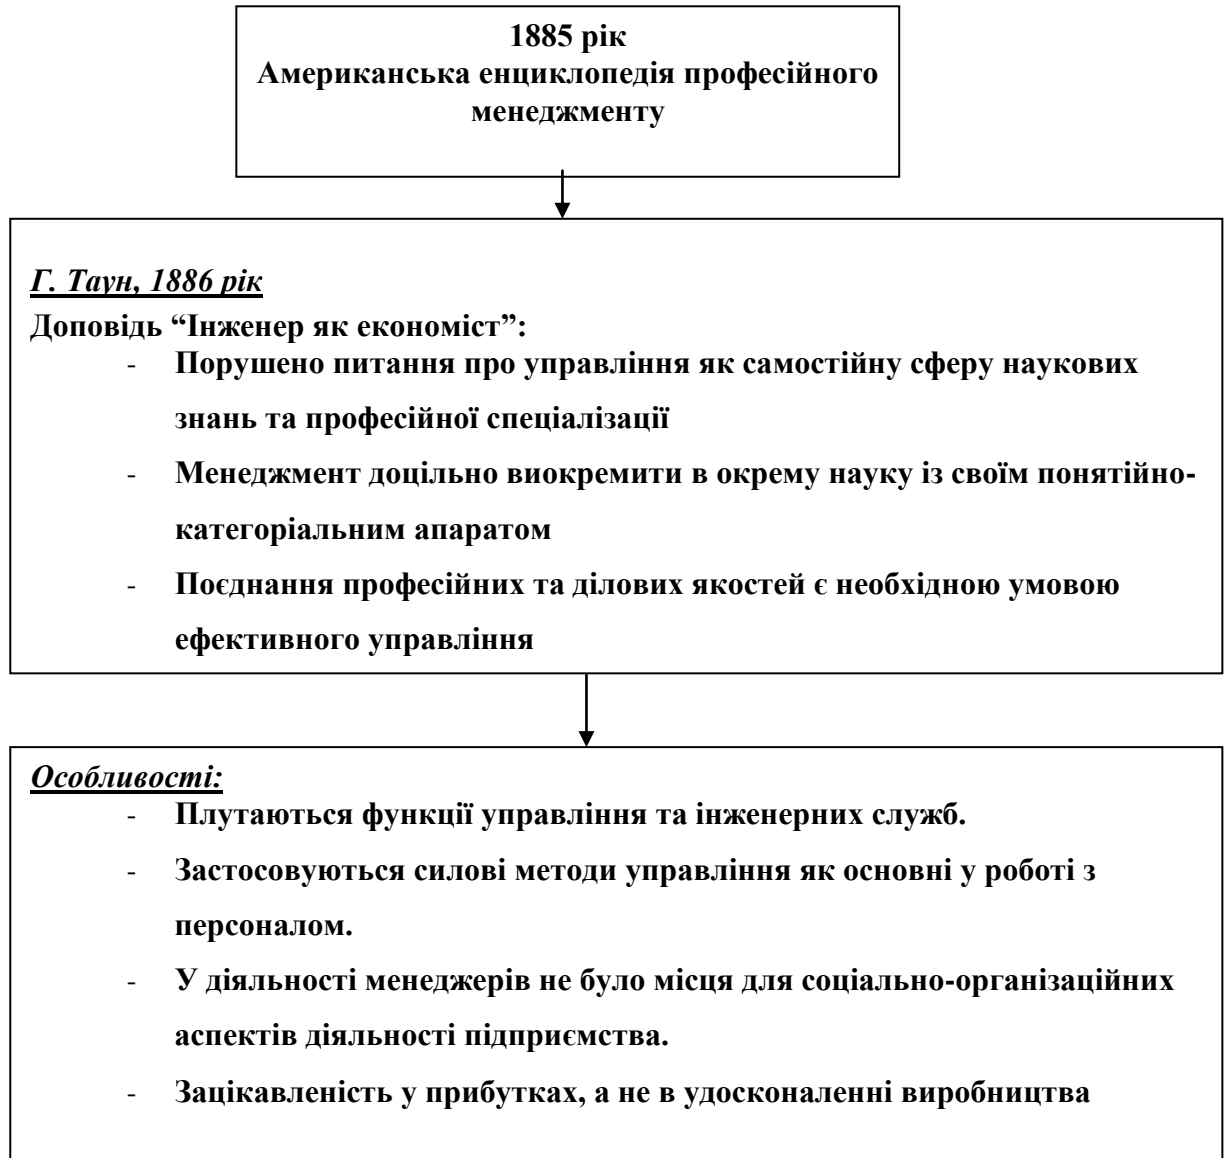 1885 рік
Американська енциклопедія професійного
менеджменту
Г. Таун, 1886 рік
Доповідь “Інженер як економіст”:
- Порушено питання про управління як самостійну сферу наукових
знань та професійної спеціалізації
- Менеджмент доцільно виокремити в окрему науку із своїм понятійно-
категоріальним апаратом
- Поєднання професійних та ділових якостей є необхідною умовою
ефективного управління
Особливості:
- Плутаються функції управління та інженерних служб.
- Застосовуються силові методи управління як основні у роботі з
персоналом.
- У діяльності менеджерів не було місця для соціально-організаційних
аспектів діяльності підприємства.
- Зацікавленість у прибутках, а не в удосконаленні виробництва